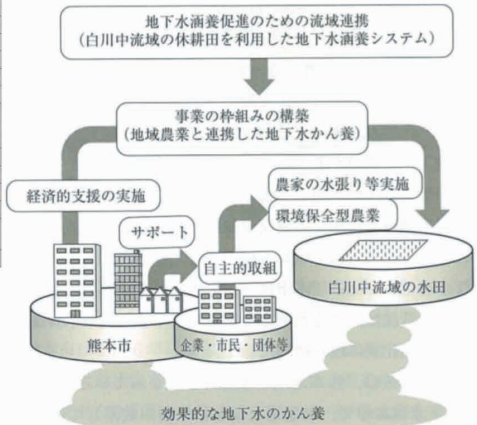 地下水涵養促進のための流域連携
(白川中流域の休耕田を利用した地下水涵養システム)
事業の枠組みの構築
(地域農業と連携した地下水かん養)
経済的支援の実施
農家の水張り等実施
環境保全型農業
サポート
自主的取組
白川中流域の水田
熊本市
企業・市民・団体等
効果的な地下水のかん養